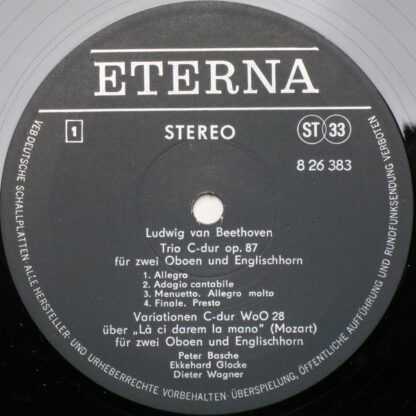 ETERNA
1
STEREO
ST 33
8 26 383
Ludwig van Beethoven
Trio C-dur op. 87
für zwei Oboen und Englischhorn
1. Allegro
2. Adagio cantabile
3. Menuetto. Allegro molto
4. Finale. Presto
Variationen C-dur WoO 28
über „Là ci darem la mano“ (Mozart)
für zwei Oboen und Englischhorn
Peter Basche
Ekkehard Glocke
Dieter Wagner
VEB DEUTSCHE SCHALLPLATTEN · ALLE HERSTELLER- UND URHEBERRECHTE VORBEHALTEN · ÜBERSPIELUNG, ÖFFENTLICHE AUFFÜHRUNG UND RUNDFUNKSENDUNG VERBOTEN